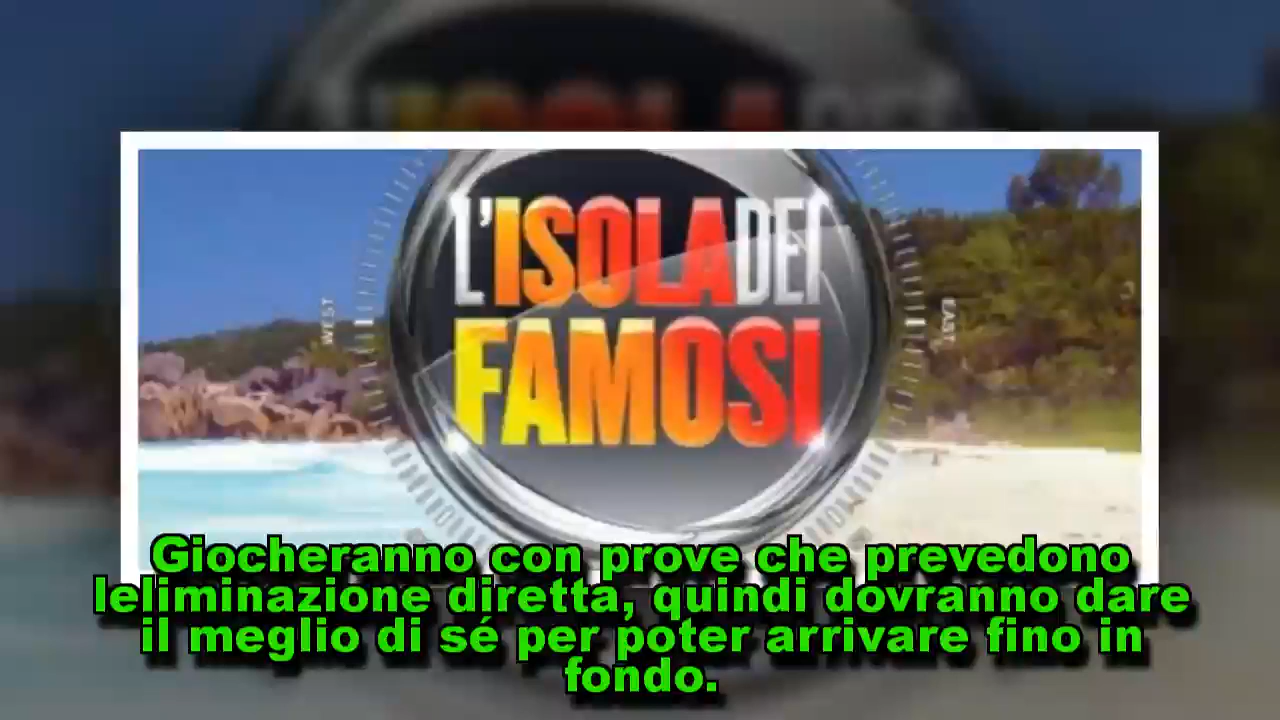 L'ISOLA DEI
FAMOSI
WEST
EAST
Giocheranno con prove che prevedono
leliminazione diretta, quindi dovranno dare
il meglio di sé per poter arrivare fino in
fondo.